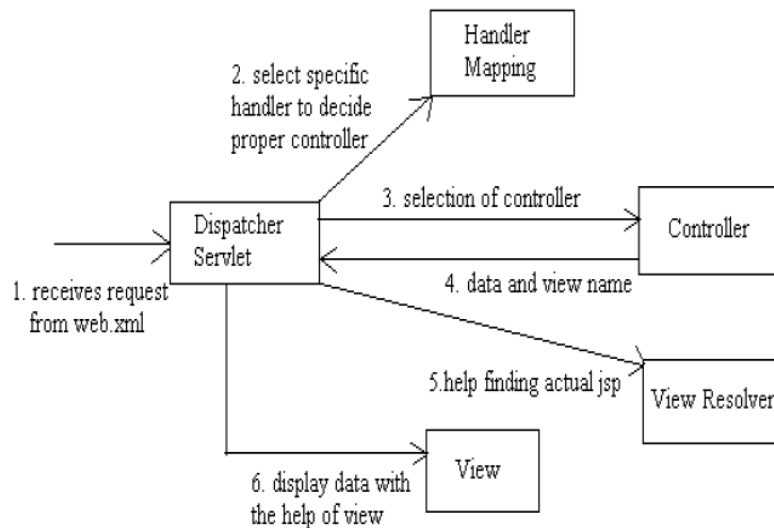 Handler
Mapping
2. select specific
handler to decide
proper controller
3. selection of controller
Dispatcher
Servlet
Controller
4. data and view name
1. receives request
from web.xml
5.help finding actual jsp
View Resolver
View
6. display data with
the help of view